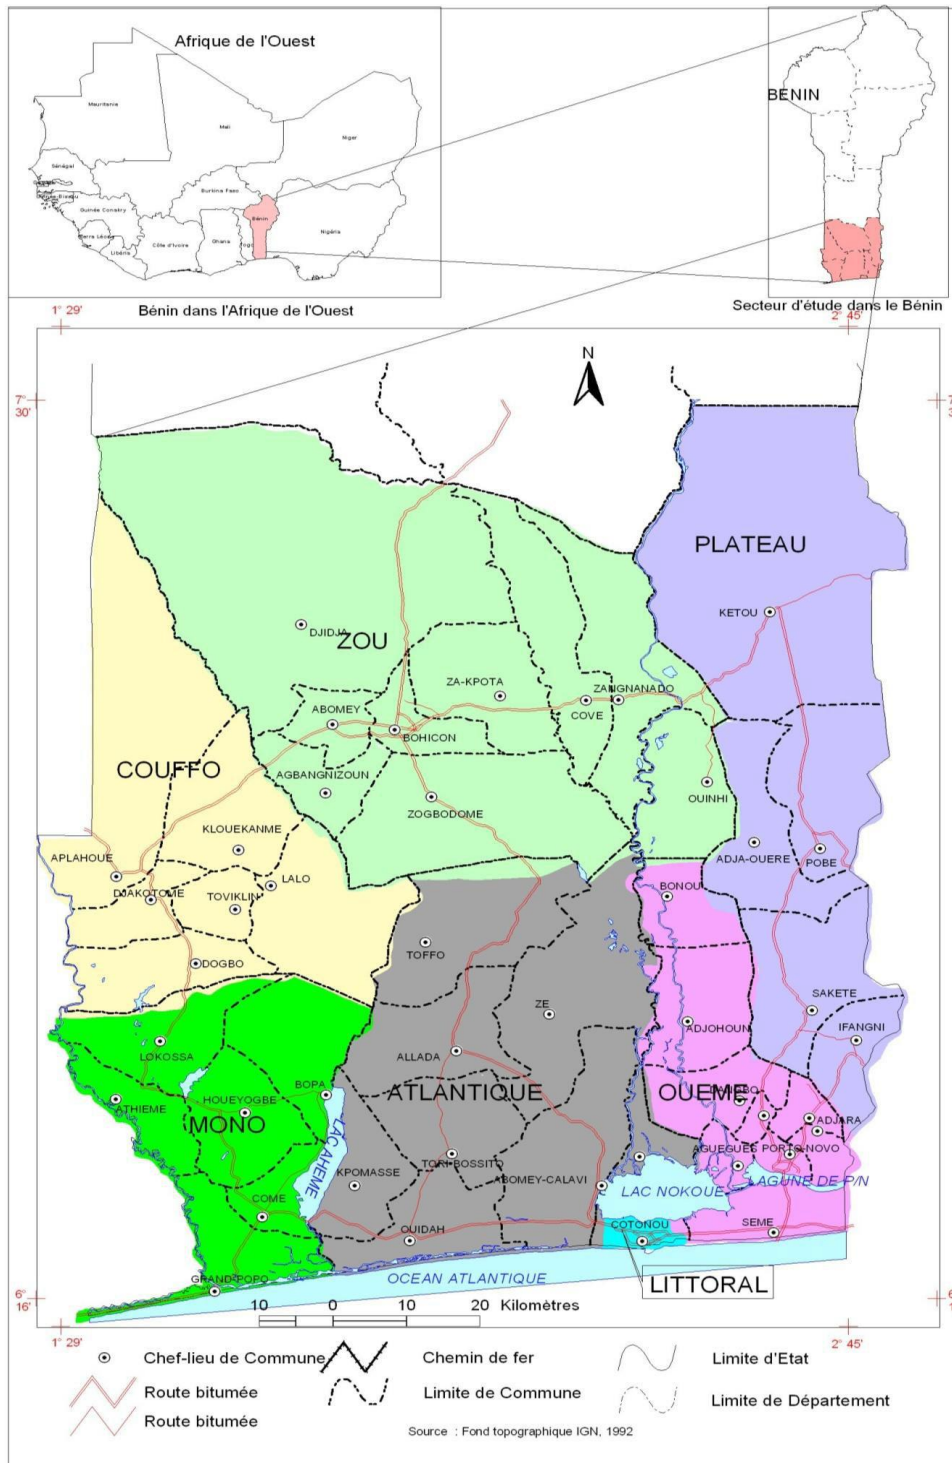 Afrique de l'Ouest
Mauritania
Mali
Niger
Sénégal
Burkina Faso
Guinée Conakry
Bénin
Côte d'Ivoire
Ghana
Togo
Nigéria
Libéria
BENIN
Bénin dans l'Afrique de l'Ouest
Secteur d'étude dans le Bénin
1° 29'
2° 45'
N
7°
30'
PLATEAU
KETOU
DJIDJA
ZOU
ZA-KPOTA
ZANGNANADO
COVE
ABOMEY
BOHICON
COUFFO
AGBANGNIZOUN
ZOGBODOME
OUINHI
KLOUEKANME
APLAHOUE
ADJA-OUERE
POBE
LALO
DJAKOTOME
TOVIKLIN
BONOU
TOFFO
DOGBO
ZE
SAKETE
ADJOHOUN
IFANGNI
LOKOSSA
ALLADA
BOPA
ATLANTIQUE
OUEME
ATHIEME
HOUEYOGBE
MONO
ADJARA
LAC AHEME
TORI-BOSSITO
AGUEGUES
PORTO-NOVO
KPOMASSE
ABOMEY-CALAVI
LAC NOKOUE
LAGUNE DE P/N
COME
OUIDAH
COTONOU
SEME
GRAND-POPO
OCEAN ATLANTIQUE
LITTORAL
6°
16'
10 0 10 20 Kilomètres
1° 29'
2° 45'
Chef-lieu de Commune
Chemin de fer
Limite d'Etat
Route bitumée
Limite de Commune
Limite de Département
Route bitumée
Source : Fond topographique IGN, 1992